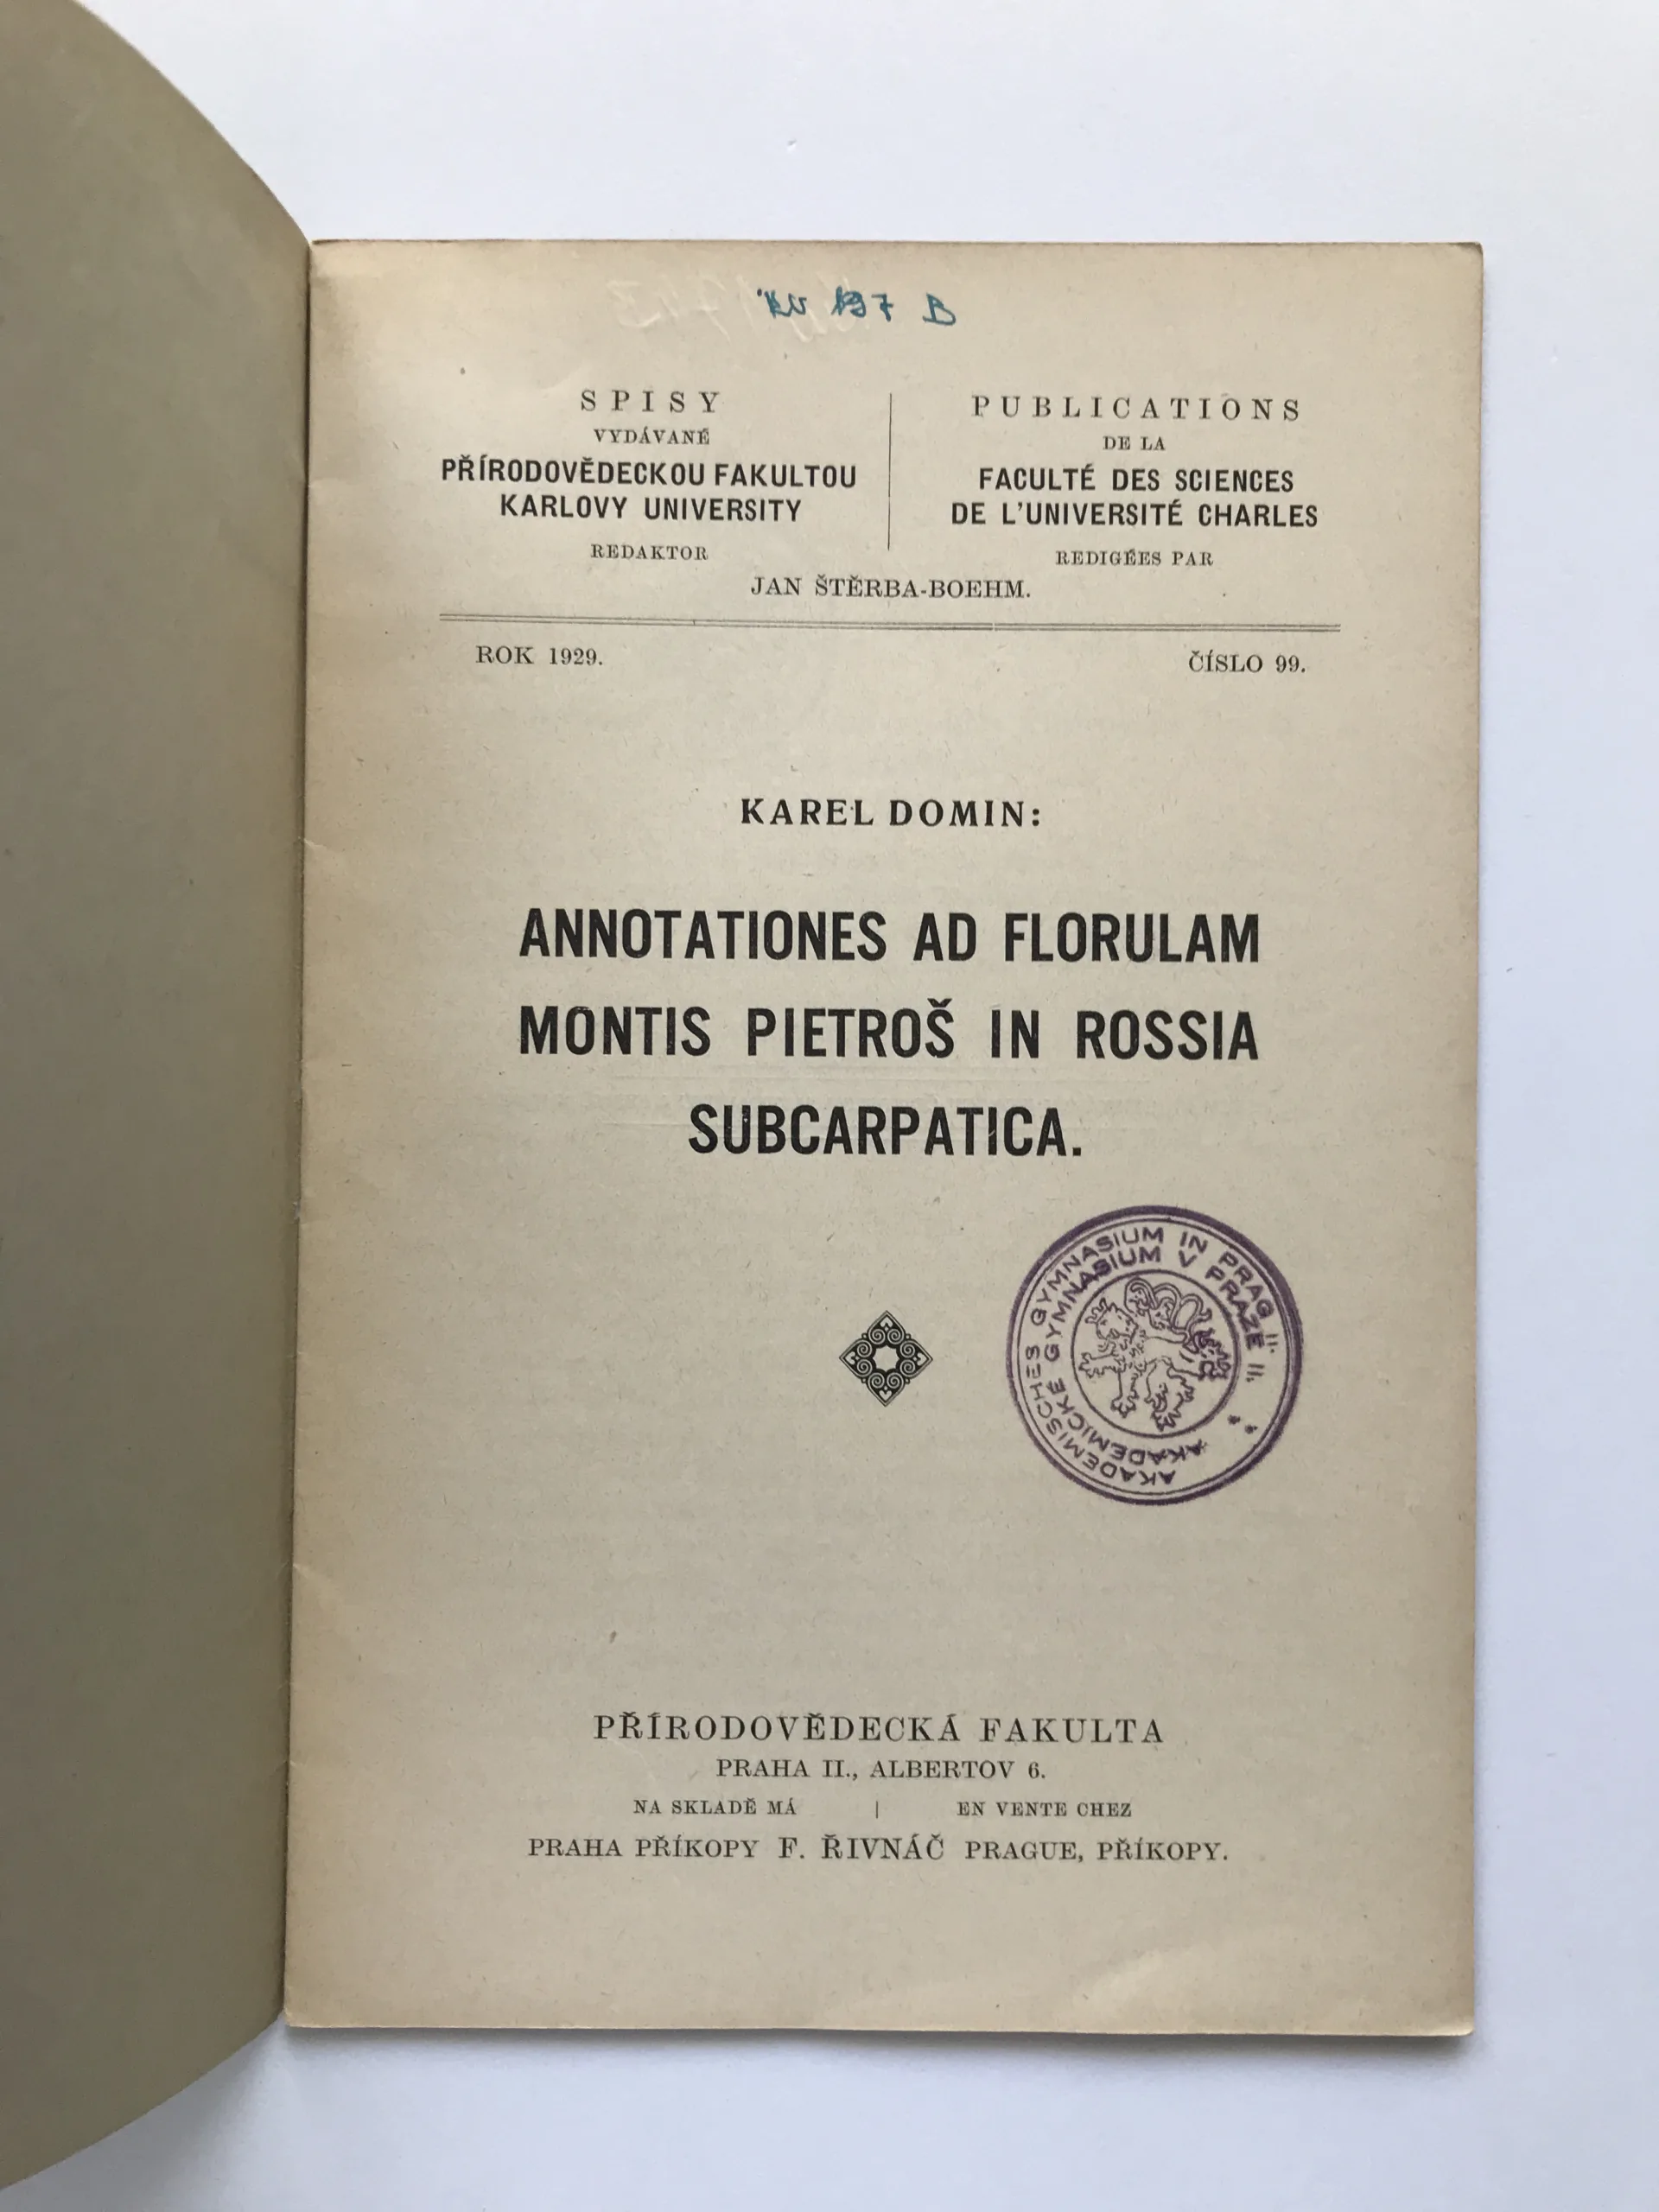 SPISY
VYDÁVANÉ
PŘÍRODOVĚDECKOU FAKULTOU
KARLOVY UNIVERSITY
REDAKTOR
PUBLICATIONS
DE LA
FACULTÉ DES SCIENCES
DE L'UNIVERSITÉ CHARLES
REDIGÉES PAR
JAN ŠTĚRBA-BOEHM.
ROK 1929.
ČÍSLO 99.
KAREL DOMIN:
ANNOTATIONES AD FLORULAM
MONTIS PIETROŠ IN ROSSIA
SUBCARPATICA.
AKADEMISCHES GYMNASIUM IN PRAG II.
AKADEMICKÉ GYMNASIUM V PRAZE II.
PŘÍRODOVĚDECKÁ FAKULTA
PRAHA II., ALBERTOV 6.
NA SKLADĚ MÁ | EN VENTE CHEZ
PRAHA PŘÍKOPY F. ŘIVNÁČ PRAGUE, PŘÍKOPY.